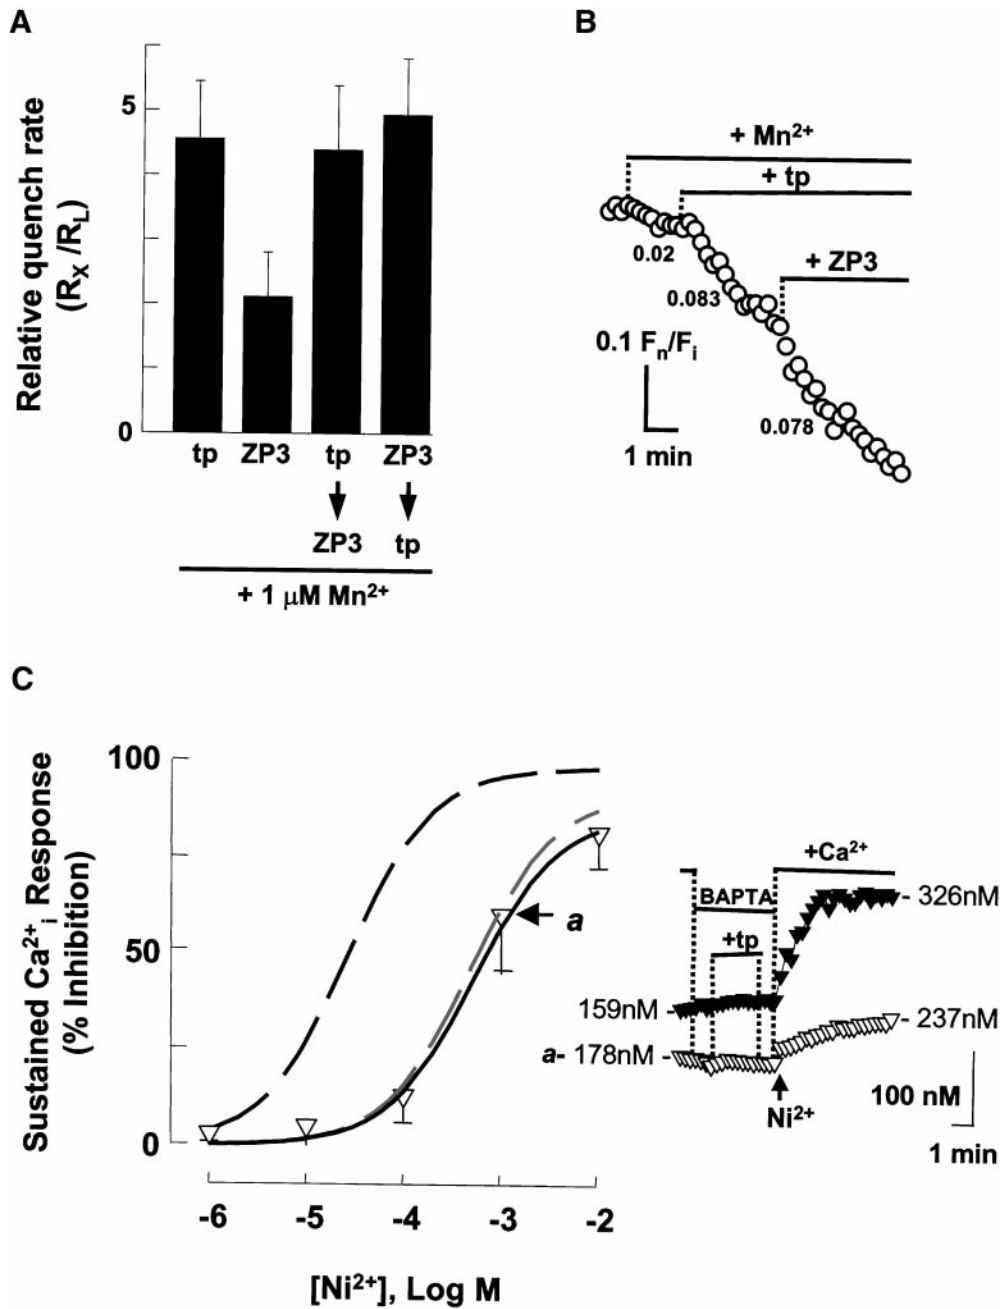 A
Relative quench rate
(R_X /R_L)
5
0
tp ZP3 tp ZP3
ZP3 tp
+ 1 μM Mn²⁺
B
+ Mn²⁺
+ tp
+ ZP3
0.02
0.083
0.078
0.1 Fₙ/Fᵢ
1 min
C
Sustained Ca²⁺ᵢ Response
(% Inhibition)
100
50
0
-6 -5 -4 -3 -2
[Ni²⁺], Log M
a
+Ca²⁺
BAPTA
+tp
326nM
159nM
237nM
a- 178nM
Ni²⁺
100 nM
1 min